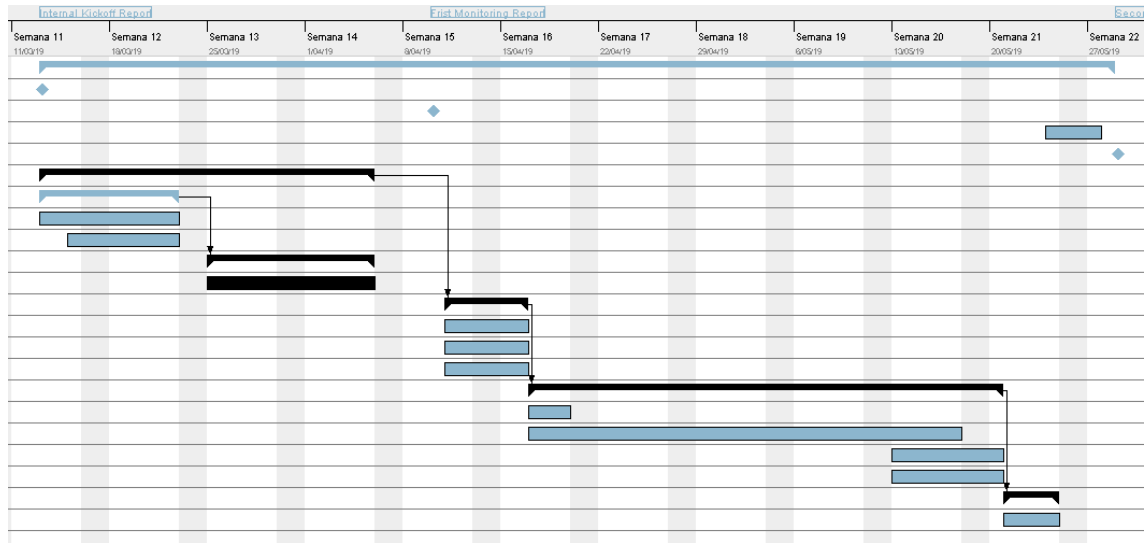 Internal Kickoff Report Frist Monitoring Report Secon
Semana 11 Semana 12 Semana 13 Semana 14 Semana 15 Semana 16 Semana 17 Semana 18 Semana 19 Semana 20 Semana 21 Semana 22
11/03/19 18/03/19 25/03/19 1/04/19 8/04/19 15/04/19 22/04/19 29/04/19 6/05/19 13/05/19 20/05/19 27/05/19